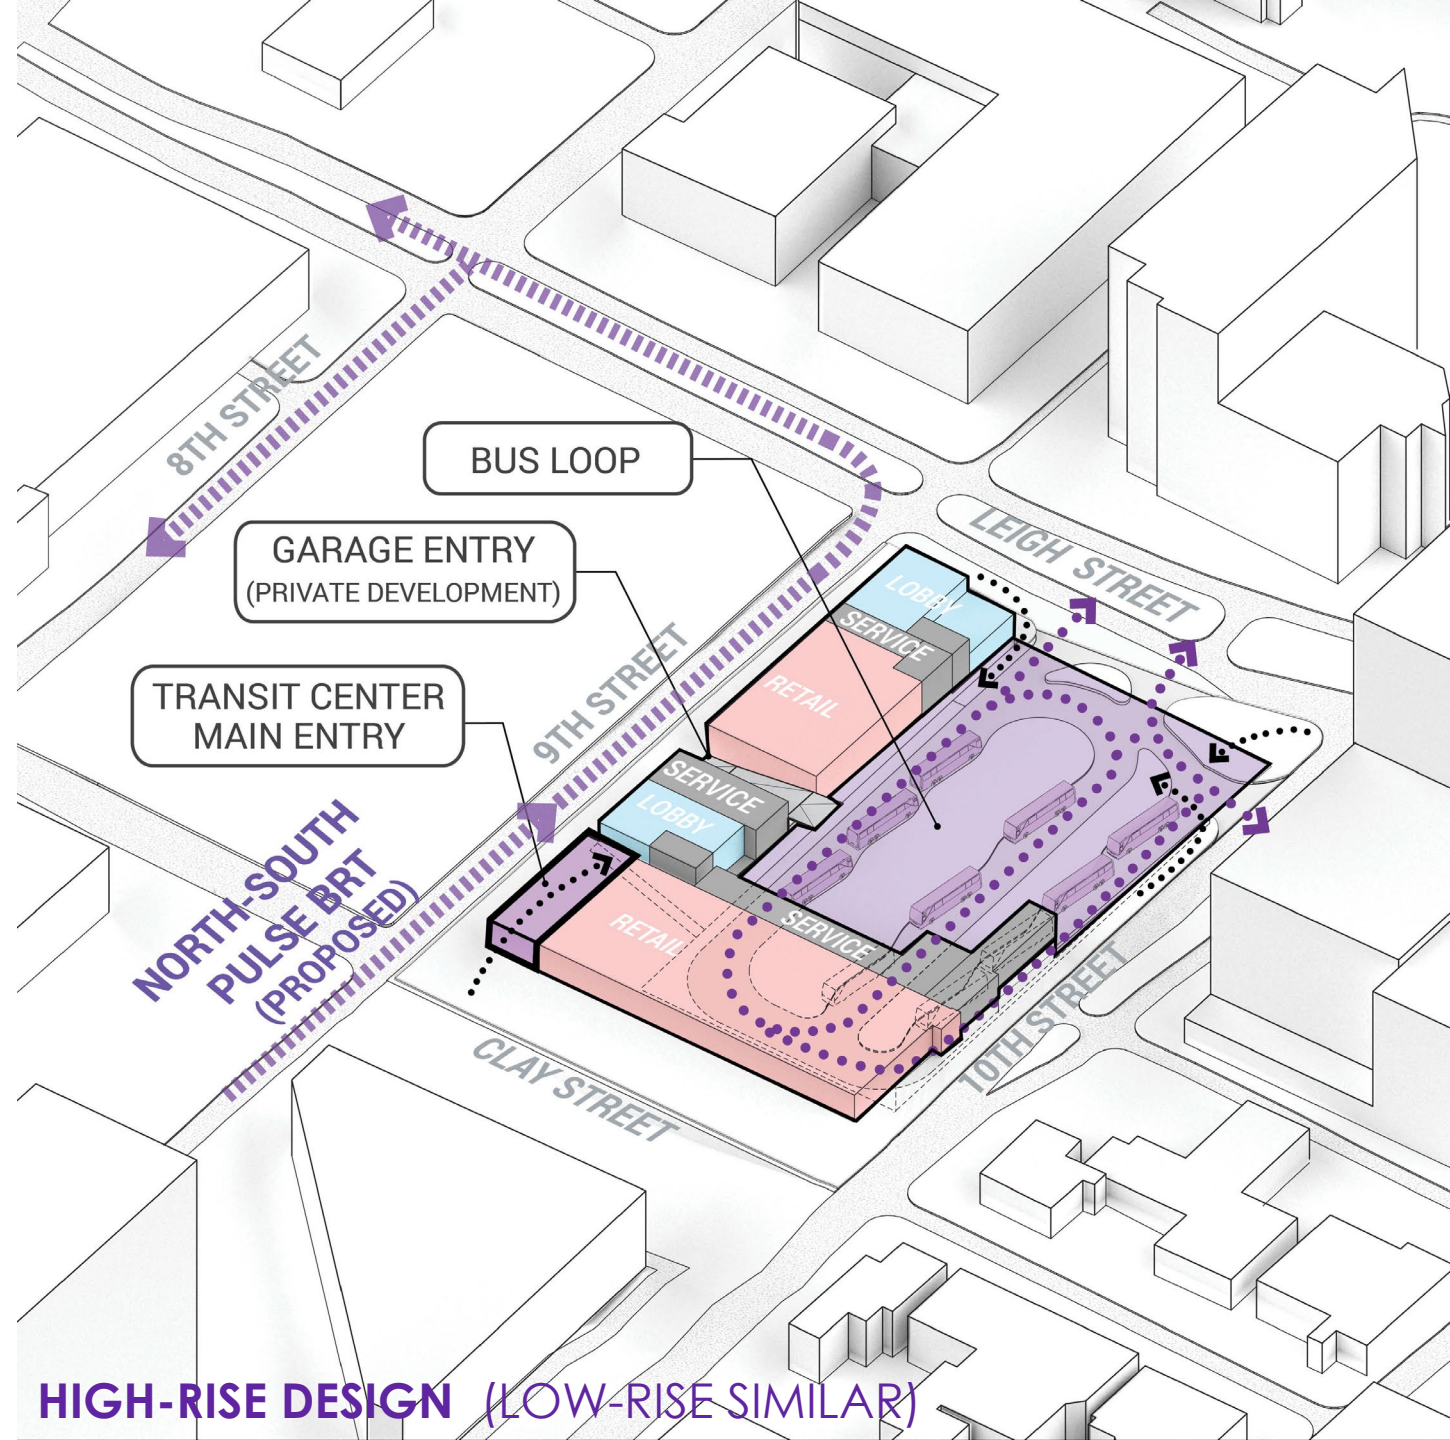 8TH STREET
BUS LOOP
LEIGH STREET
GARAGE ENTRY
(PRIVATE DEVELOPMENT)
LOBBY
SERVICE
RETAIL
9TH STREET
TRANSIT CENTER
MAIN ENTRY
SERVICE
LOBBY
RETAIL
SERVICE
NORTH-SOUTH
PULSE BRT
(PROPOSED)
10TH STREET
CLAY STREET
HIGH-RISE DESIGN (LOW-RISE SIMILAR)